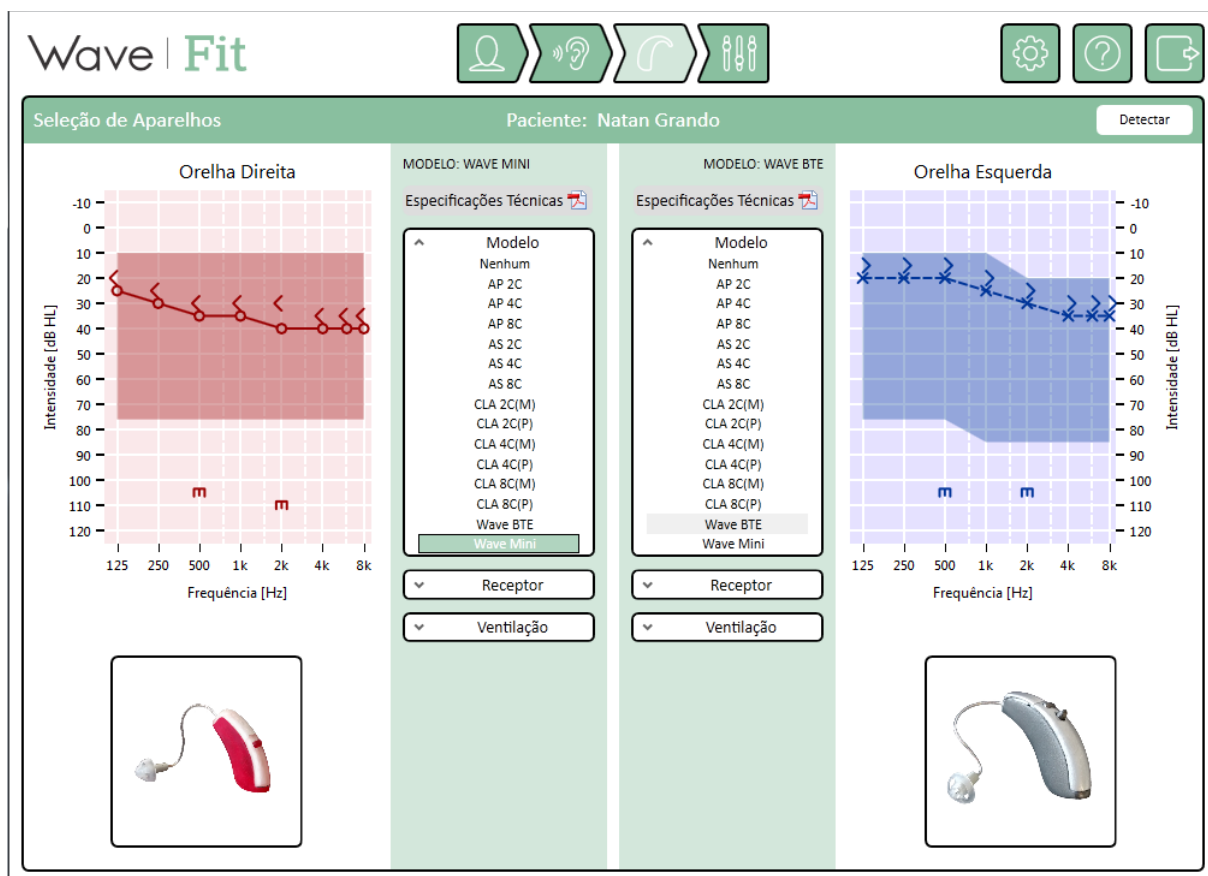 Wave | Fit
Seleção de Aparelhos
Paciente: Natan Grando
Detectar
Orelha Direita
-10
0
10
20
30
40
50
60
70
80
90
100
110
120
Intensidade [dB HL]
125 250 500 1k 2k 4k 8k
Frequência [Hz]
MODELO: WAVE MINI
Especificações Técnicas
Modelo
Nenhum
AP 2C
AP 4C
AP 8C
AS 2C
AS 4C
AS 8C
CLA 2C(M)
CLA 2C(P)
CLA 4C(M)
CLA 4C(P)
CLA 8C(M)
CLA 8C(P)
Wave BTE
Wave Mini
Receptor
Ventilação
MODELO: WAVE BTE
Especificações Técnicas
Modelo
Nenhum
AP 2C
AP 4C
AP 8C
AS 2C
AS 4C
AS 8C
CLA 2C(M)
CLA 2C(P)
CLA 4C(M)
CLA 4C(P)
CLA 8C(M)
CLA 8C(P)
Wave BTE
Wave Mini
Receptor
Ventilação
Orelha Esquerda
-10
0
10
20
30
40
50
60
70
80
90
100
110
120
Intensidade [dB HL]
125 250 500 1k 2k 4k 8k
Frequência [Hz]